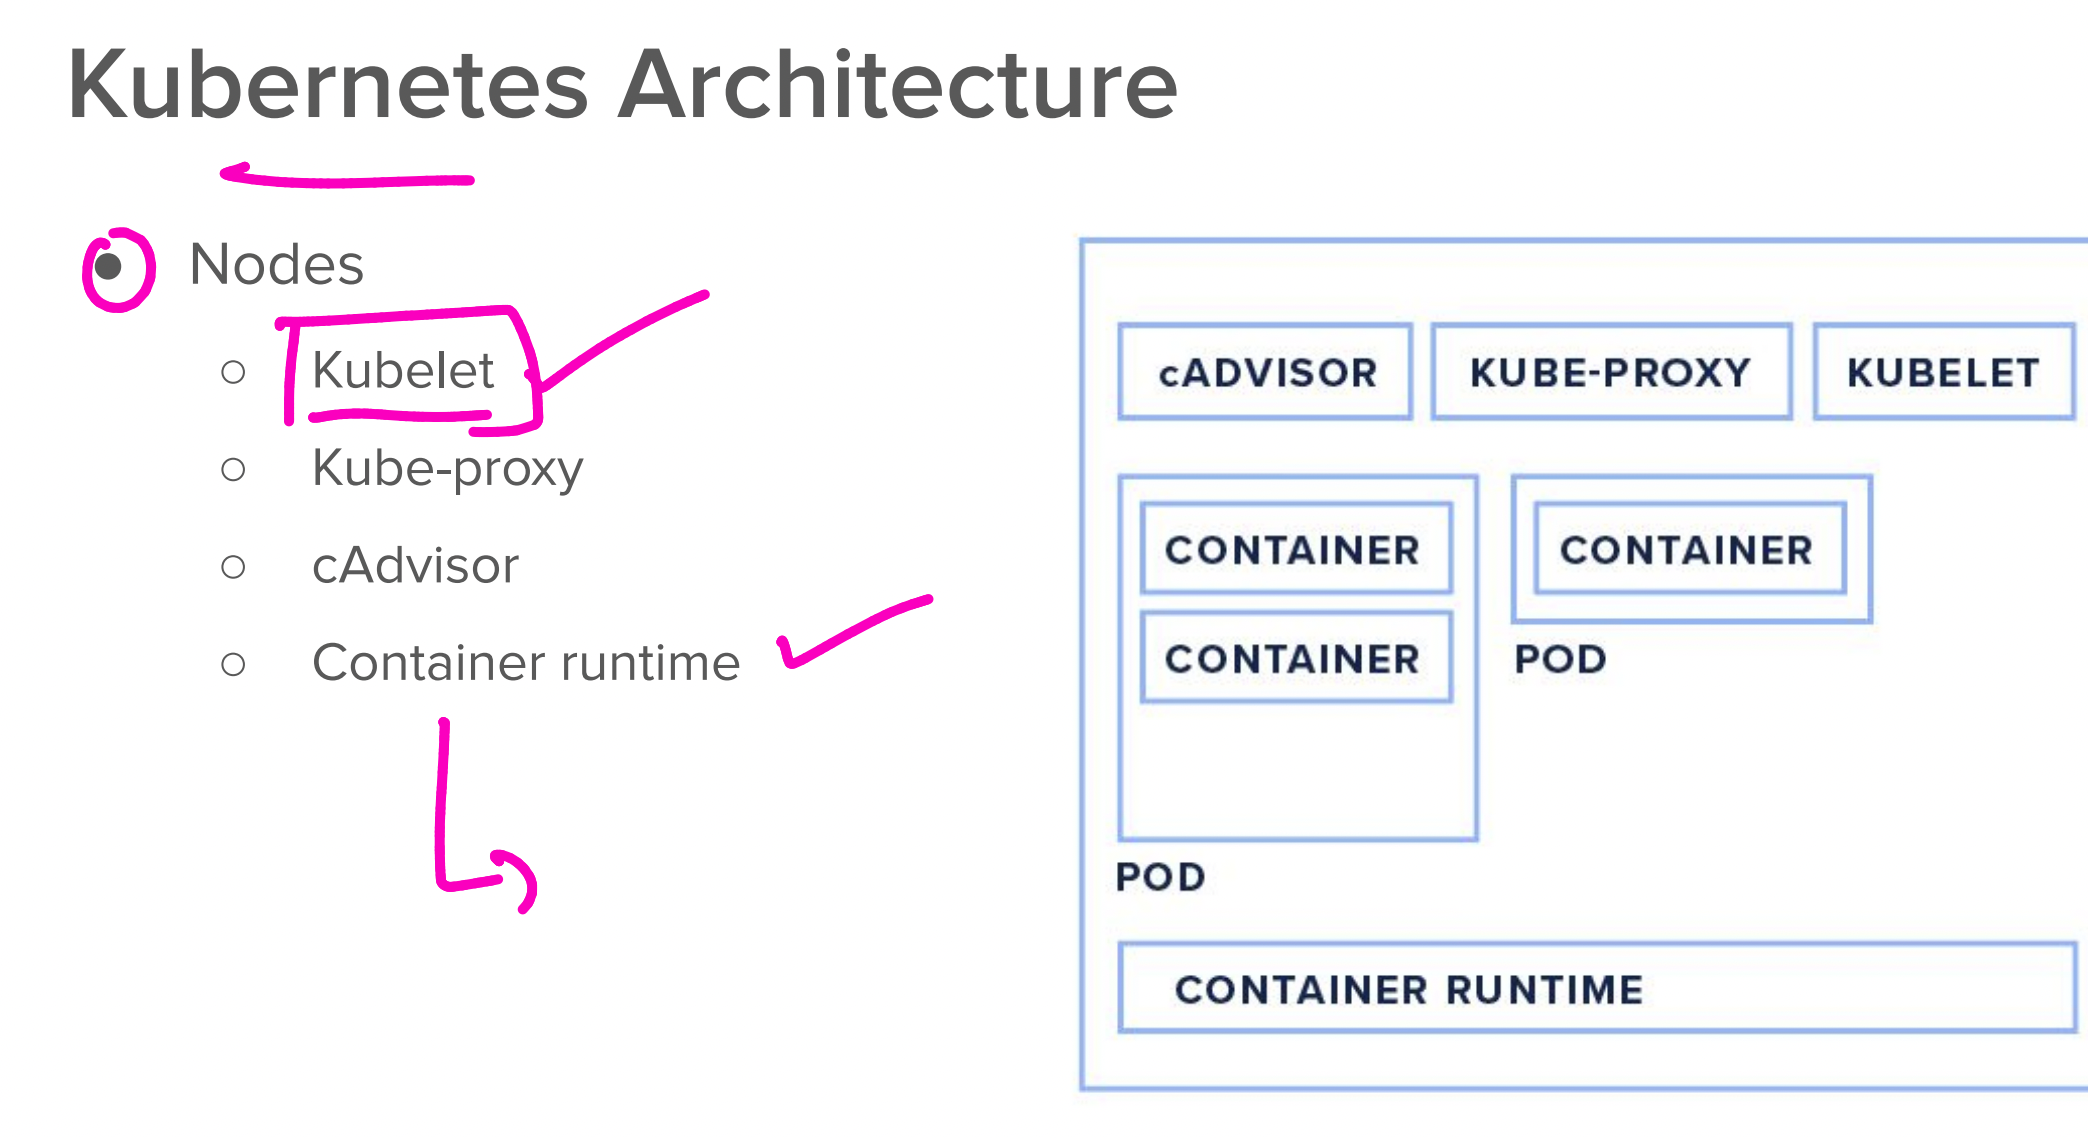 Kubernetes Architecture
● Nodes
○ Kubelet
○ Kube-proxy
○ cAdvisor
○ Container runtime
cADVISOR KUBE-PROXY KUBELET
CONTAINER CONTAINER
CONTAINER POD
POD
CONTAINER RUNTIME